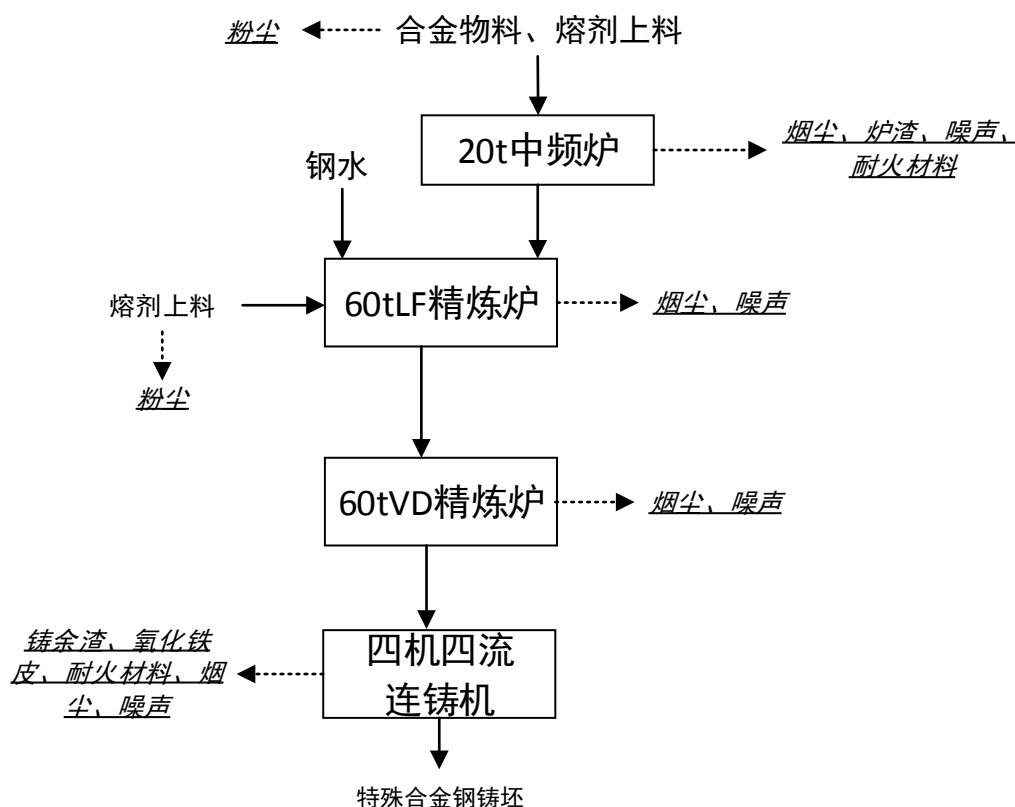 粉尘
合金物料、熔剂上料
20t中频炉
烟尘、炉渣、噪声、
耐火材料
钢水
熔剂上料
60tLF精炼炉
烟尘、噪声
粉尘
60tVD精炼炉
烟尘、噪声
铸余渣、氧化铁
皮、耐火材料、烟
尘、噪声
四机四流
连铸机
特殊合金钢铸坯